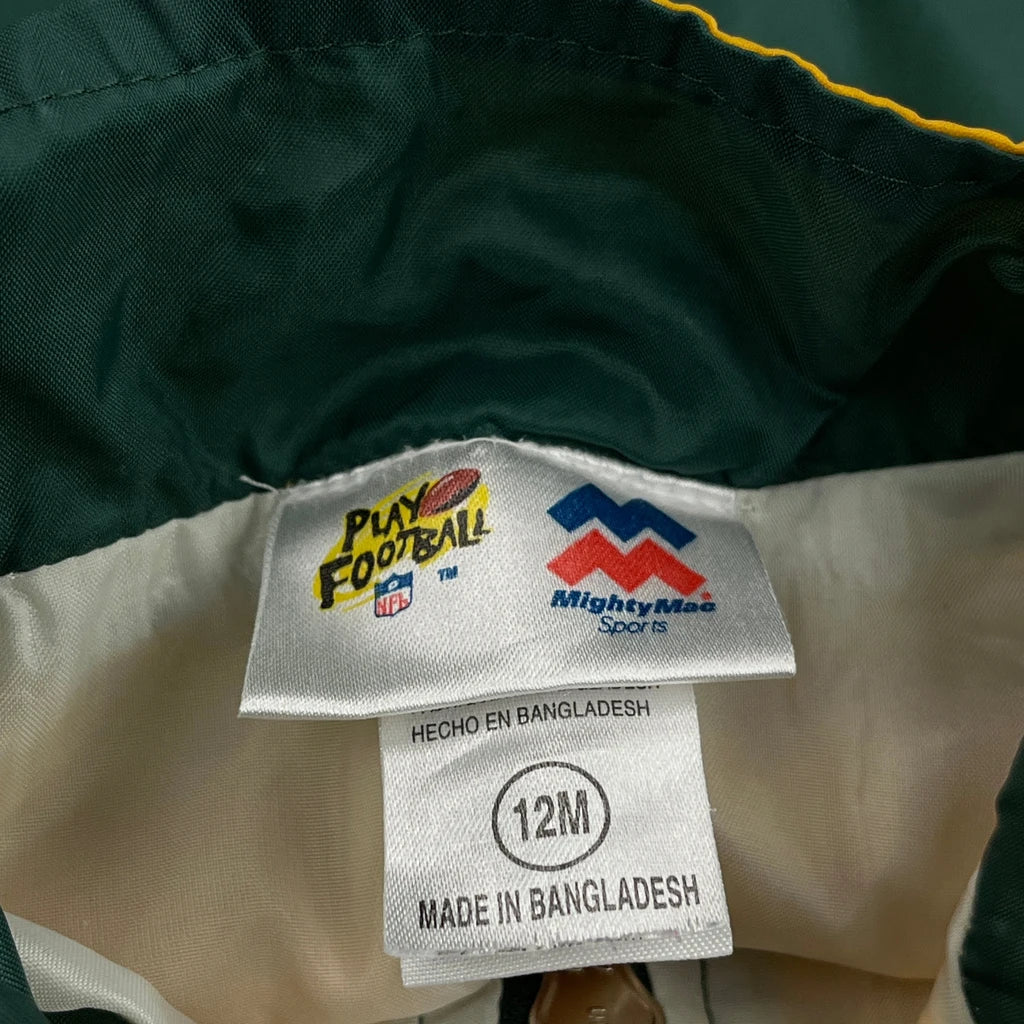 PLAY
FOOTBALL
NFL
TM
MightyMac
Sports
HECHO EN BANGLADESH
12M
MADE IN BANGLADESH